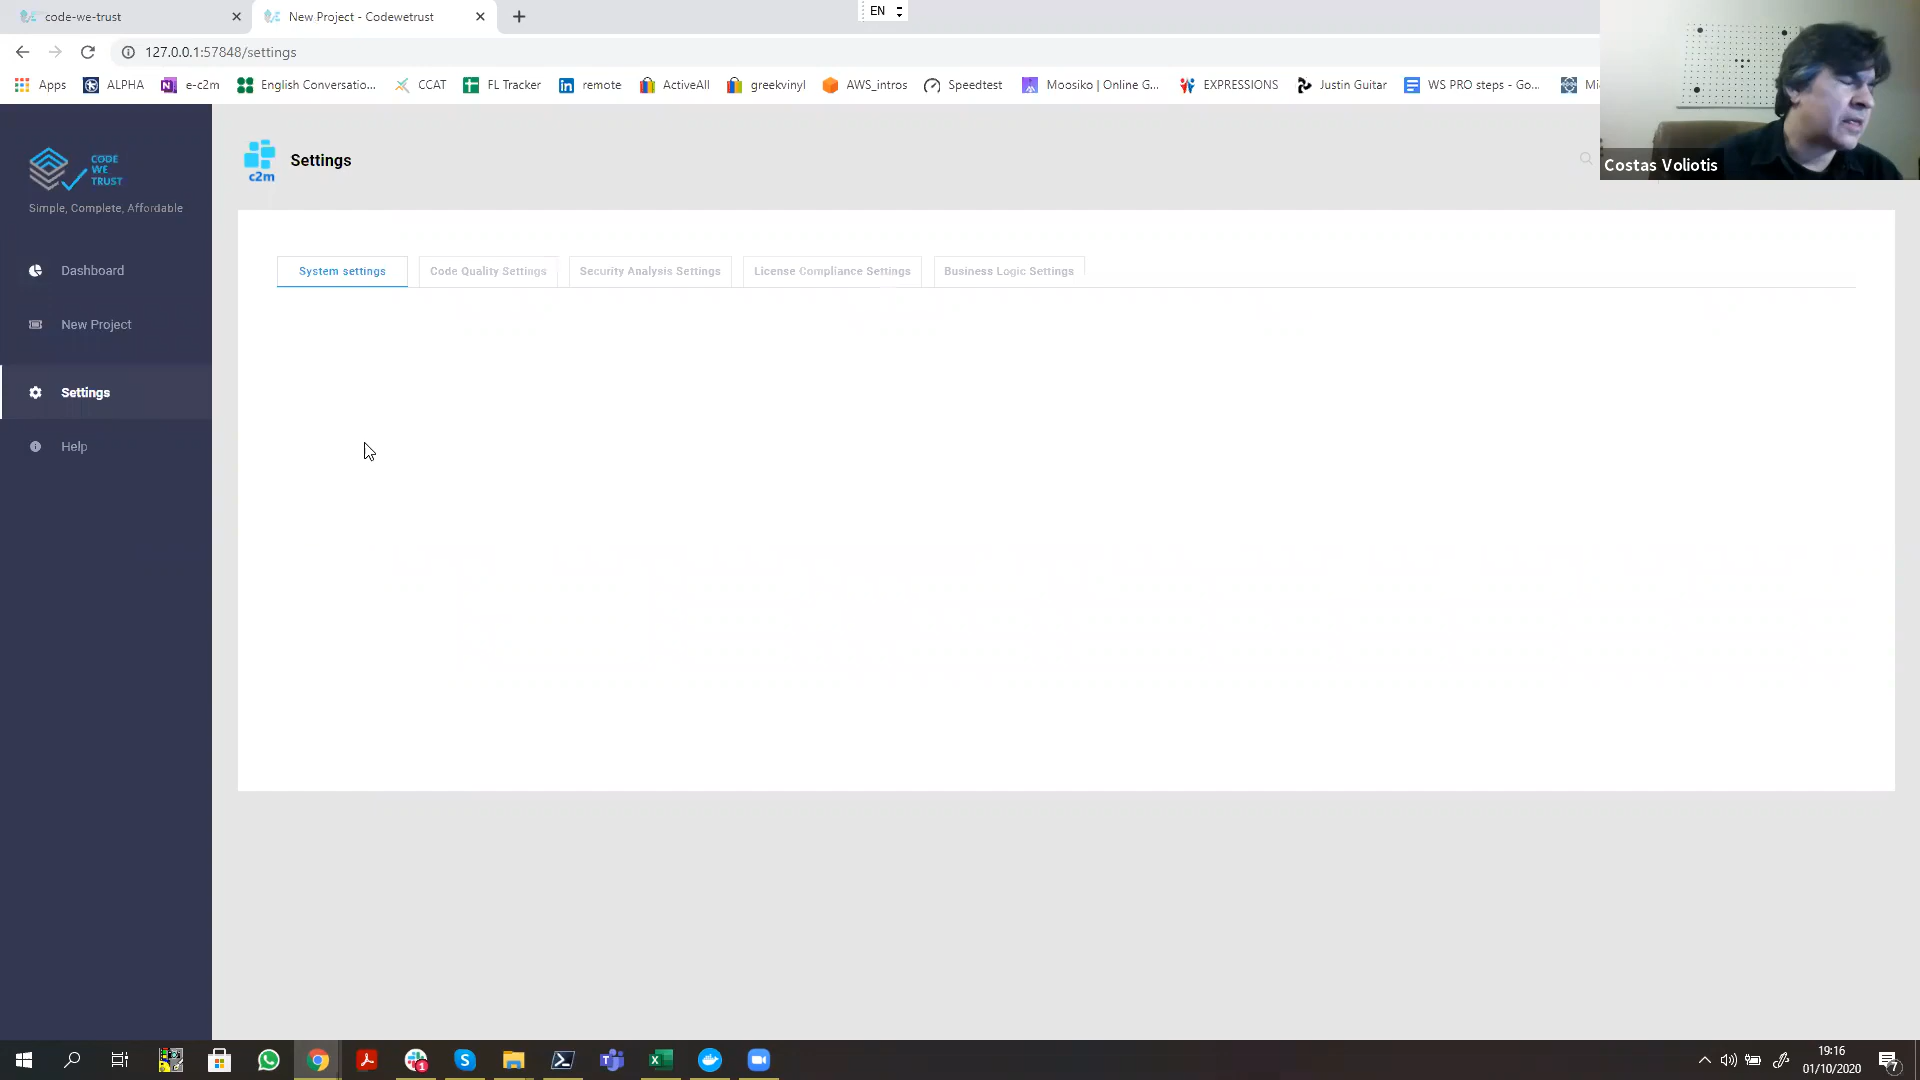 code-we-trust
New Project - Codewetrust
EN
127.0.0.1:57848/settings
Apps
ALPHA
e-c2m
English Conversatio...
CCAT
FL Tracker
remote
ActiveAll
greekvinyl
AWS_intros
Speedtest
Moosiko | Online G...
EXPRESSIONS
Justin Guitar
WS PRO steps - Go...
Costas Voliotis
CODE
WE
TRUST
Simple, Complete, Affordable
c2m
Settings
System settings
Code Quality Settings
Security Analysis Settings
License Compliance Settings
Business Logic Settings
Dashboard
New Project
Settings
Help
19:16
01/10/2020
1
7